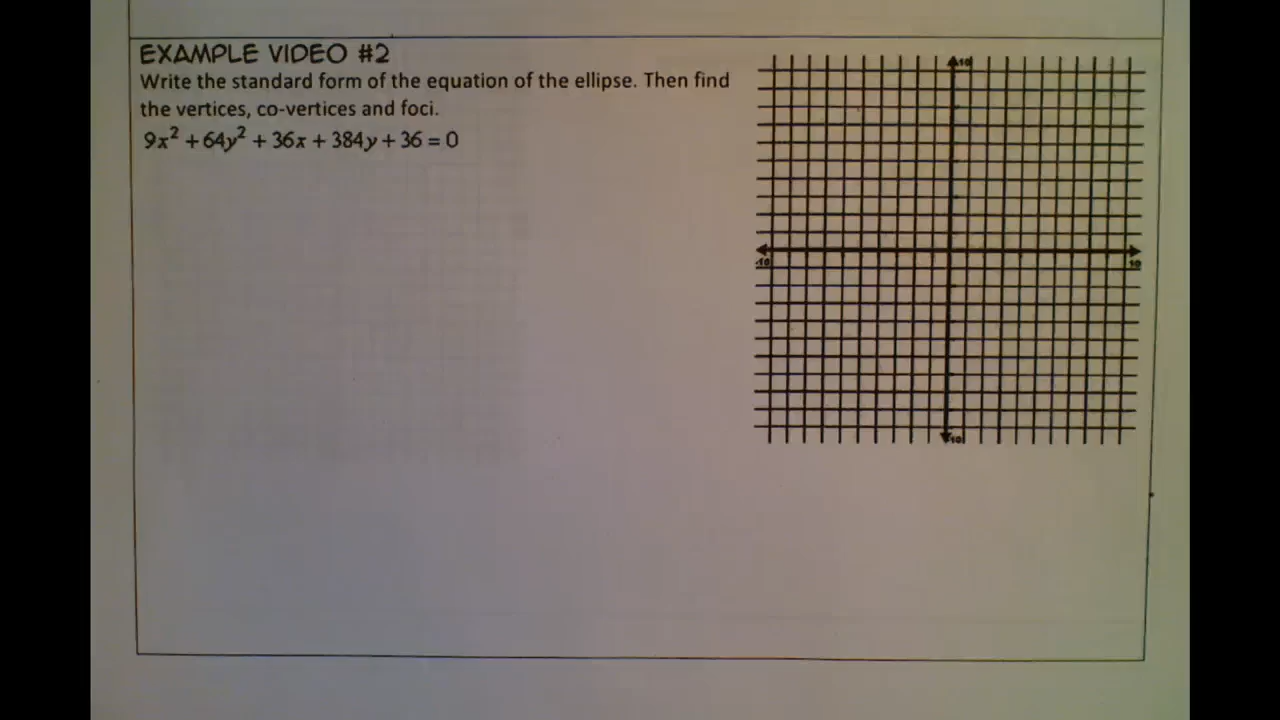 EXAMPLE VIDEO #2
Write the standard form of the equation of the ellipse. Then find
the vertices, co-vertices and foci.
9x² + 64y² + 36x + 384y + 36 = 0
10
-10
10
-10